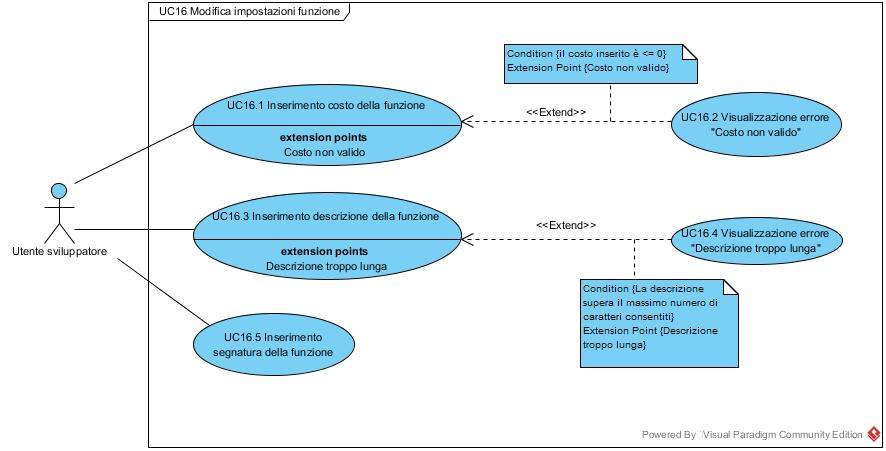 UC16 Modifica impostazioni funzione
Condition {il costo inserito è <= 0}
Extension Point {Costo non valido}
UC16.1 Inserimento costo della funzione
extension points
Costo non valido
<<Extend>>
UC16.2 Visualizzazione errore
"Costo non valido"
UC16.3 Inserimento descrizione della funzione
extension points
Descrizione troppo lunga
<<Extend>>
UC16.4 Visualizzazione errore
"Descrizione troppo lunga"
Utente sviluppatore
Condition {La descrizione
supera il massimo numero di
caratteri consentiti}
Extension Point {Descrizione
troppo lunga}
UC16.5 Inserimento
segnatura della funzione
Powered By Visual Paradigm Community Edition